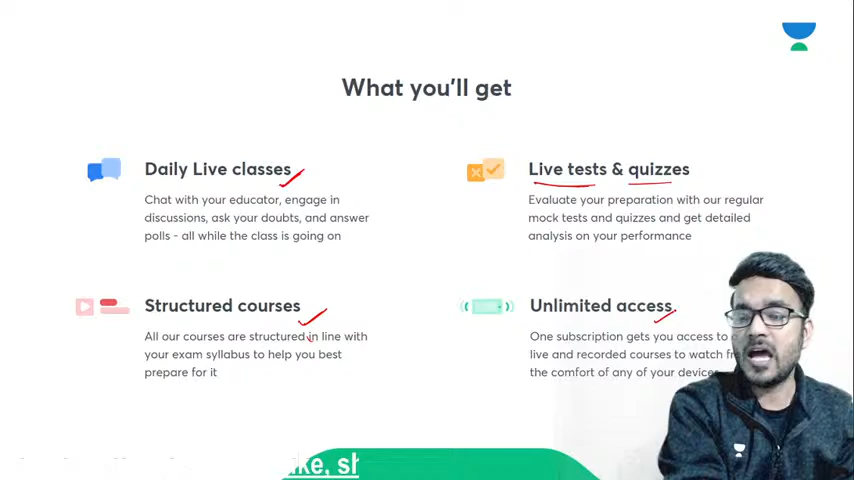 What you'll get
Daily Live classes
Chat with your educator, engage in
discussions, ask your doubts, and answer
polls - all while the class is going on
Live tests & quizzes
Evaluate your preparation with our regular
mock tests and quizzes and get detailed
analysis on your performance
Structured courses
All our courses are structured in line with
your exam syllabus to help you best
prepare for it
Unlimited access
One subscription gets you access to
live and recorded courses to watch
the comfort of any of your devices